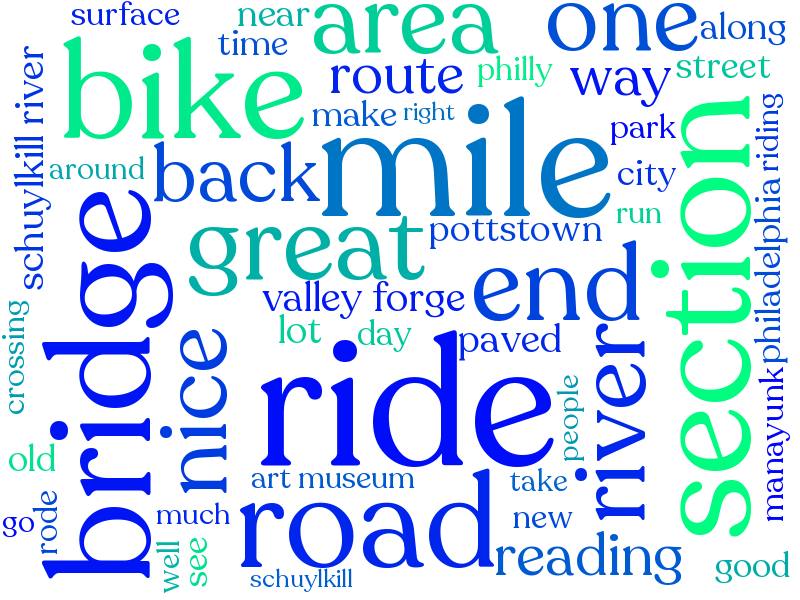 surface
near
area
one
along
time
bike
route
philly
way
street
make
right
park
schuylkill river
around
back
mile
city
section
riding
run
bridge
great
pottstown
philadelphia
end
valley forge
crossing
lot
day
paved
nice
ride
river
people
manayunk
old
art museum
take
go
rode
much
road
new
well
see
reading
good
schuylkill